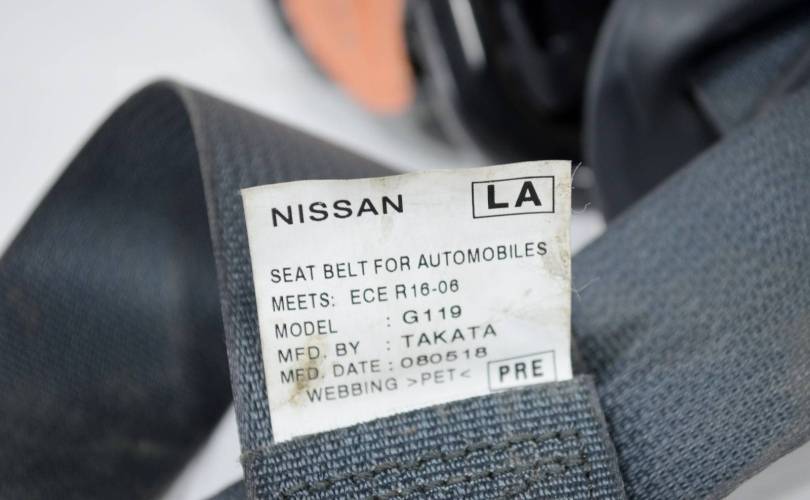 NISSAN LA
SEAT BELT FOR AUTOMOBILES
MEETS: ECE R16-06
MODEL : G119
MFD. BY : TAKATA
MFD. DATE : 080518
WEBBING >PET< PRE